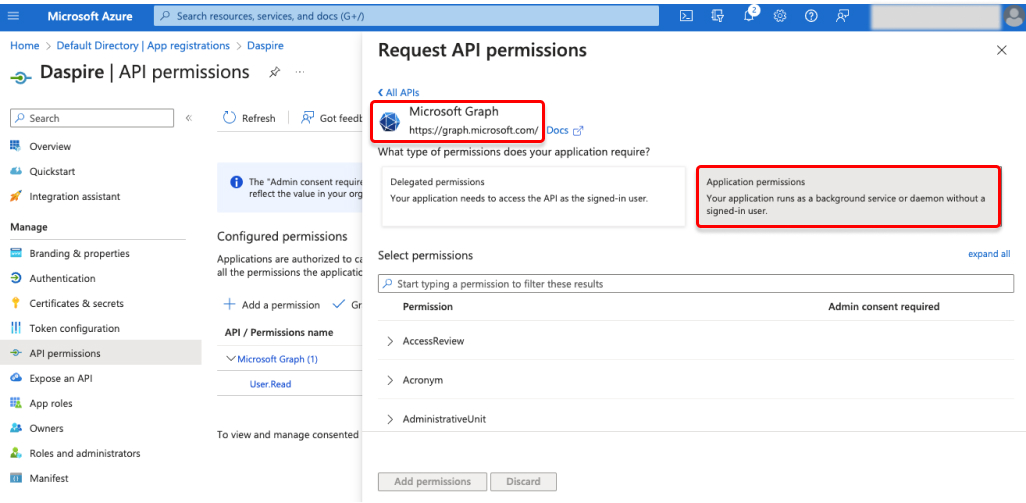 Microsoft Azure
Search resources, services, and docs (G+/)
2
Home > Default Directory | App registrations > Daspire
Daspire | API permissions
Search
Overview
Quickstart
Integration assistant
Manage
Branding & properties
Authentication
Certificates & secrets
Token configuration
API permissions
Expose an API
App roles
Owners
Roles and administrators
Manifest
Refresh
Got feedb
The "Admin consent require
reflect the value in your org
Configured permissions
Applications are authorized to ca
all the permissions the applicatio
Add a permission
Gr
API / Permissions name
Microsoft Graph (1)
User.Read
To view and manage consented
Request API permissions
All APIs
Microsoft Graph
https://graph.microsoft.com/ Docs
What type of permissions does your application require?
Delegated permissions
Your application needs to access the API as the signed-in user.
Application permissions
Your application runs as a background service or daemon without a
signed-in user.
Select permissions
expand all
Start typing a permission to filter these results
Permission
Admin consent required
AccessReview
Acronym
AdministrativeUnit
Add permissions
Discard